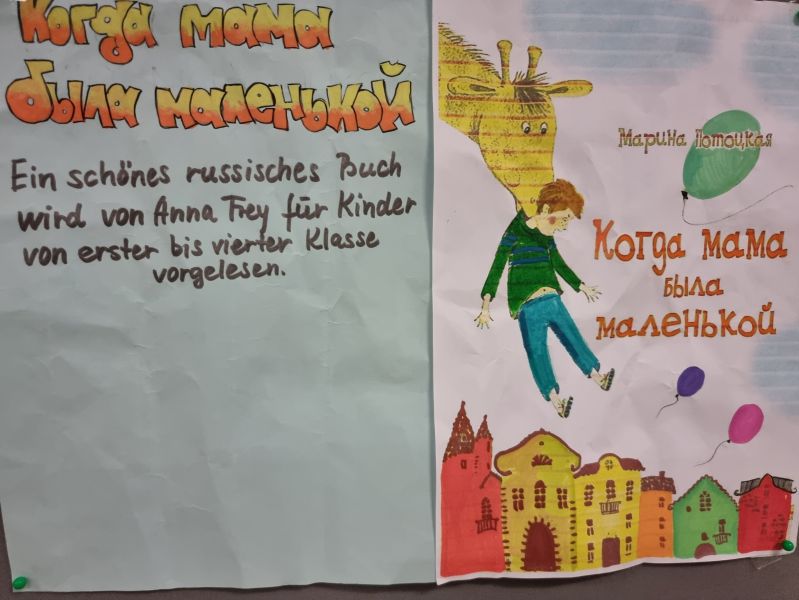 Когда мама
была маленькой
Ein schönes russisches Buch
wird von Anna Frey für Kinder
von erster bis vierter Klasse
vorgelesen.
Марина Потоцкая
Когда мама
была
маленькой